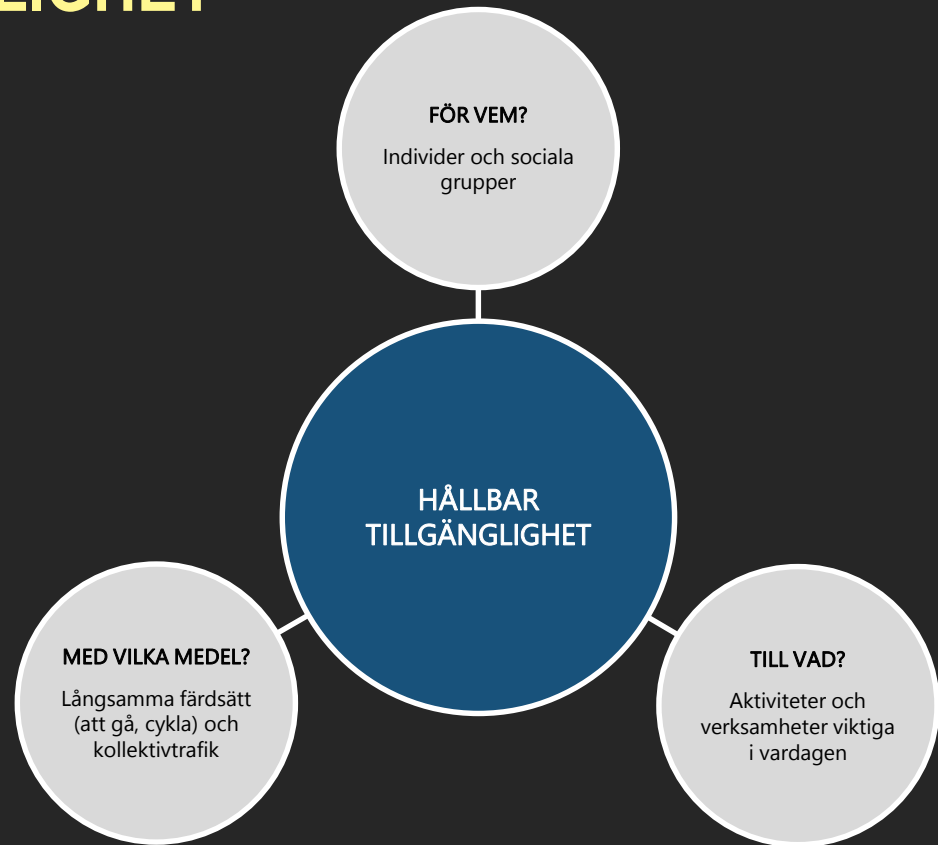 LIGHET
FÖR VEM?
Individer och sociala
grupper
HÅLLBAR
TILLGÄNGLIGHET
MED VILKA MEDEL?
Långsamma färdsätt
(att gå, cykla) och
kollektivtrafik
TILL VAD?
Aktiviteter och
verksamheter viktiga
i vardagen